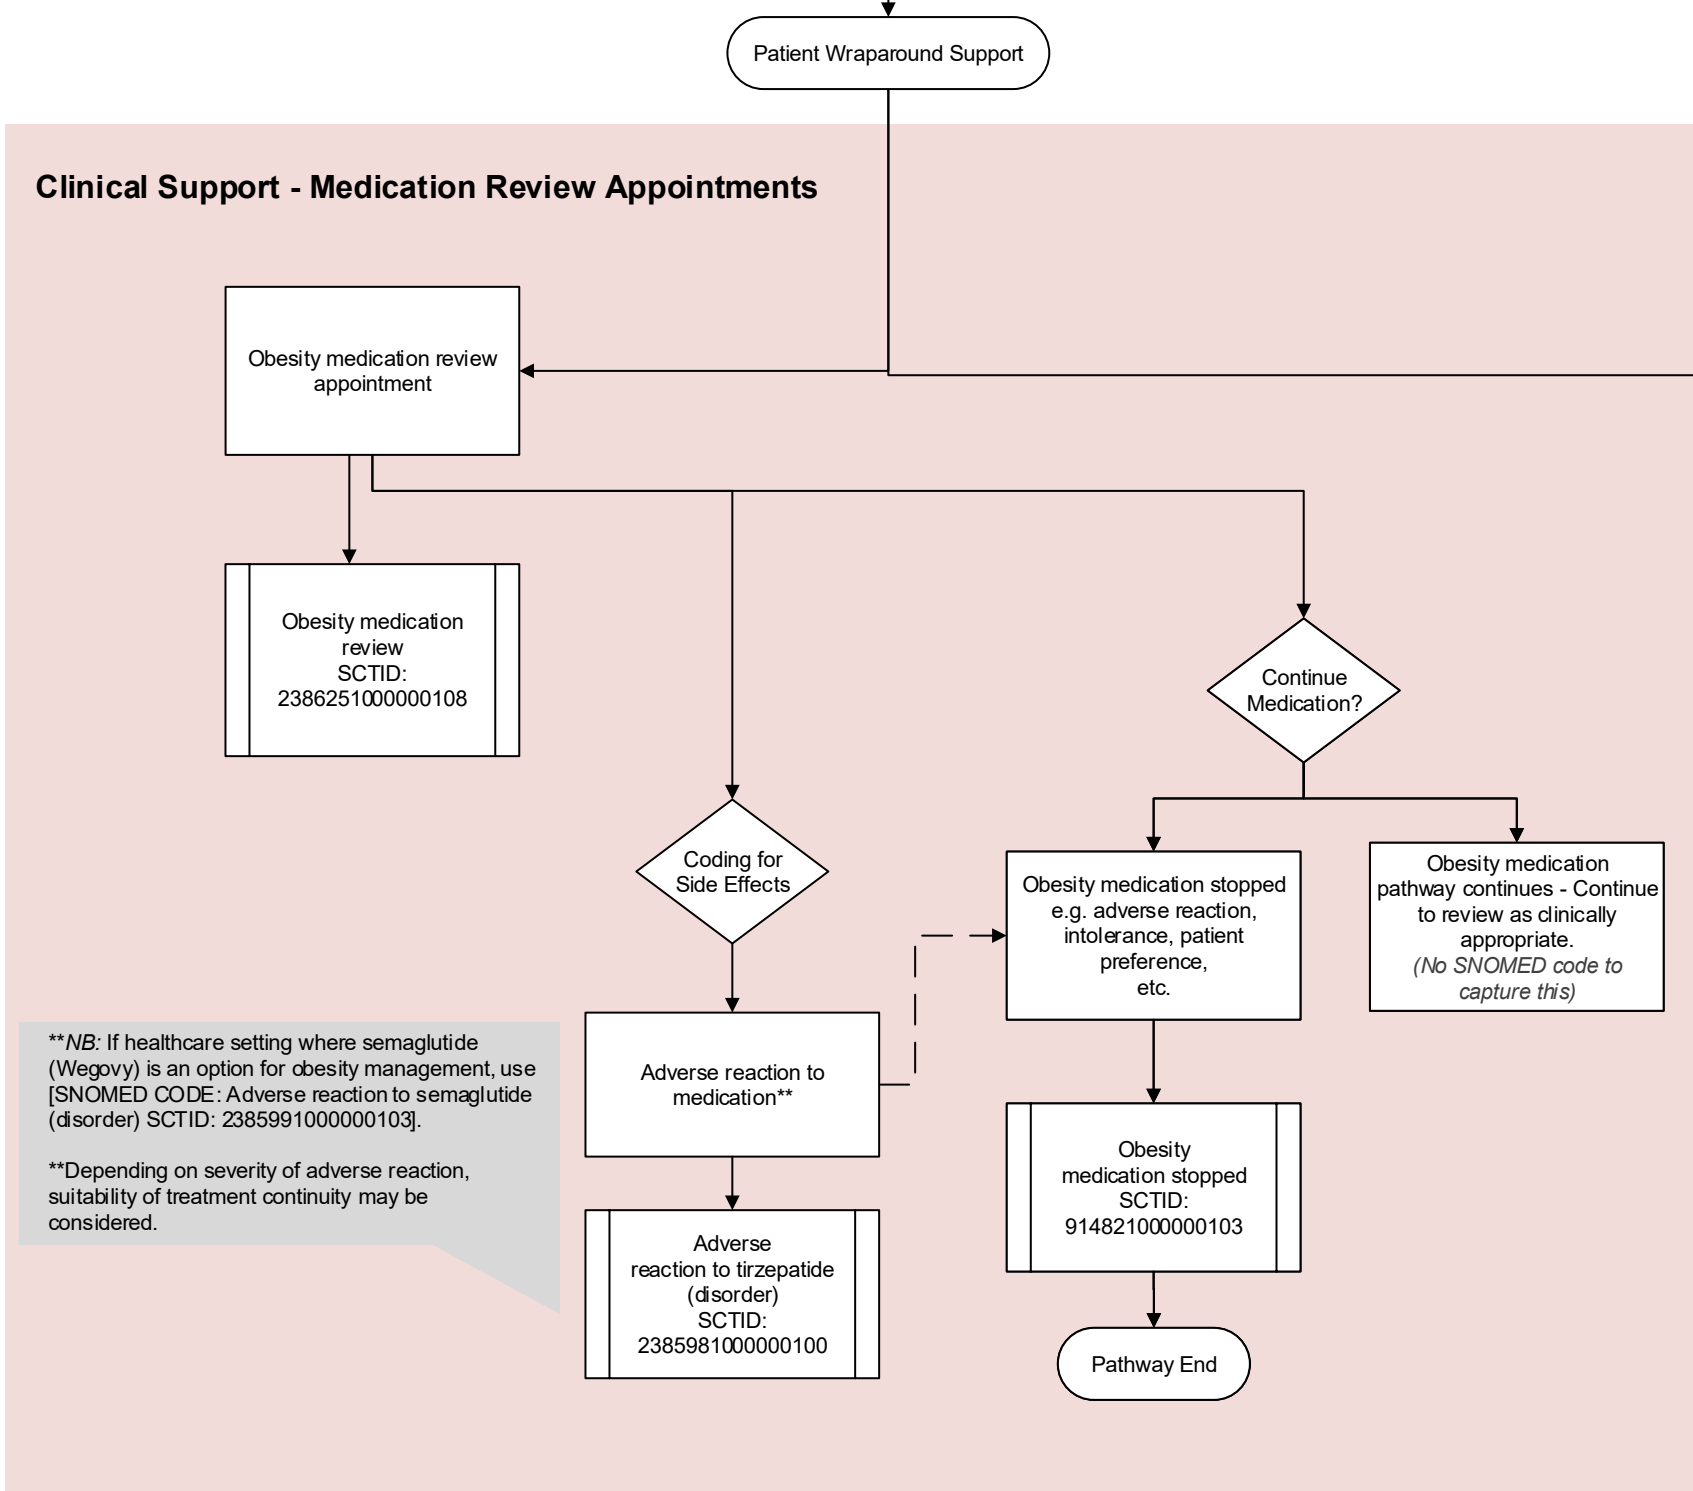 Patient Wraparound Support
Clinical Support - Medication Review Appointments
Obesity medication review
appointment
Obesity medication
review
SCTID:
2386251000000108
Continue
Medication?
Coding for
Side Effects
Obesity medication stopped
e.g. adverse reaction,
intolerance, patient
preference,
etc.
Obesity medication
pathway continues - Continue
to review as clinically
appropriate.
(No SNOMED code to
capture this)
**NB: If healthcare setting where semaglutide
(Wegovy) is an option for obesity management, use
[SNOMED CODE: Adverse reaction to semaglutide
(disorder) SCTID: 2385991000000103].
**Depending on severity of adverse reaction,
suitability of treatment continuity may be
considered.
Adverse reaction to
medication**
Obesity
medication stopped
SCTID:
914821000000103
Adverse
reaction to tirzepatide
(disorder)
SCTID:
2385981000000100
Pathway End